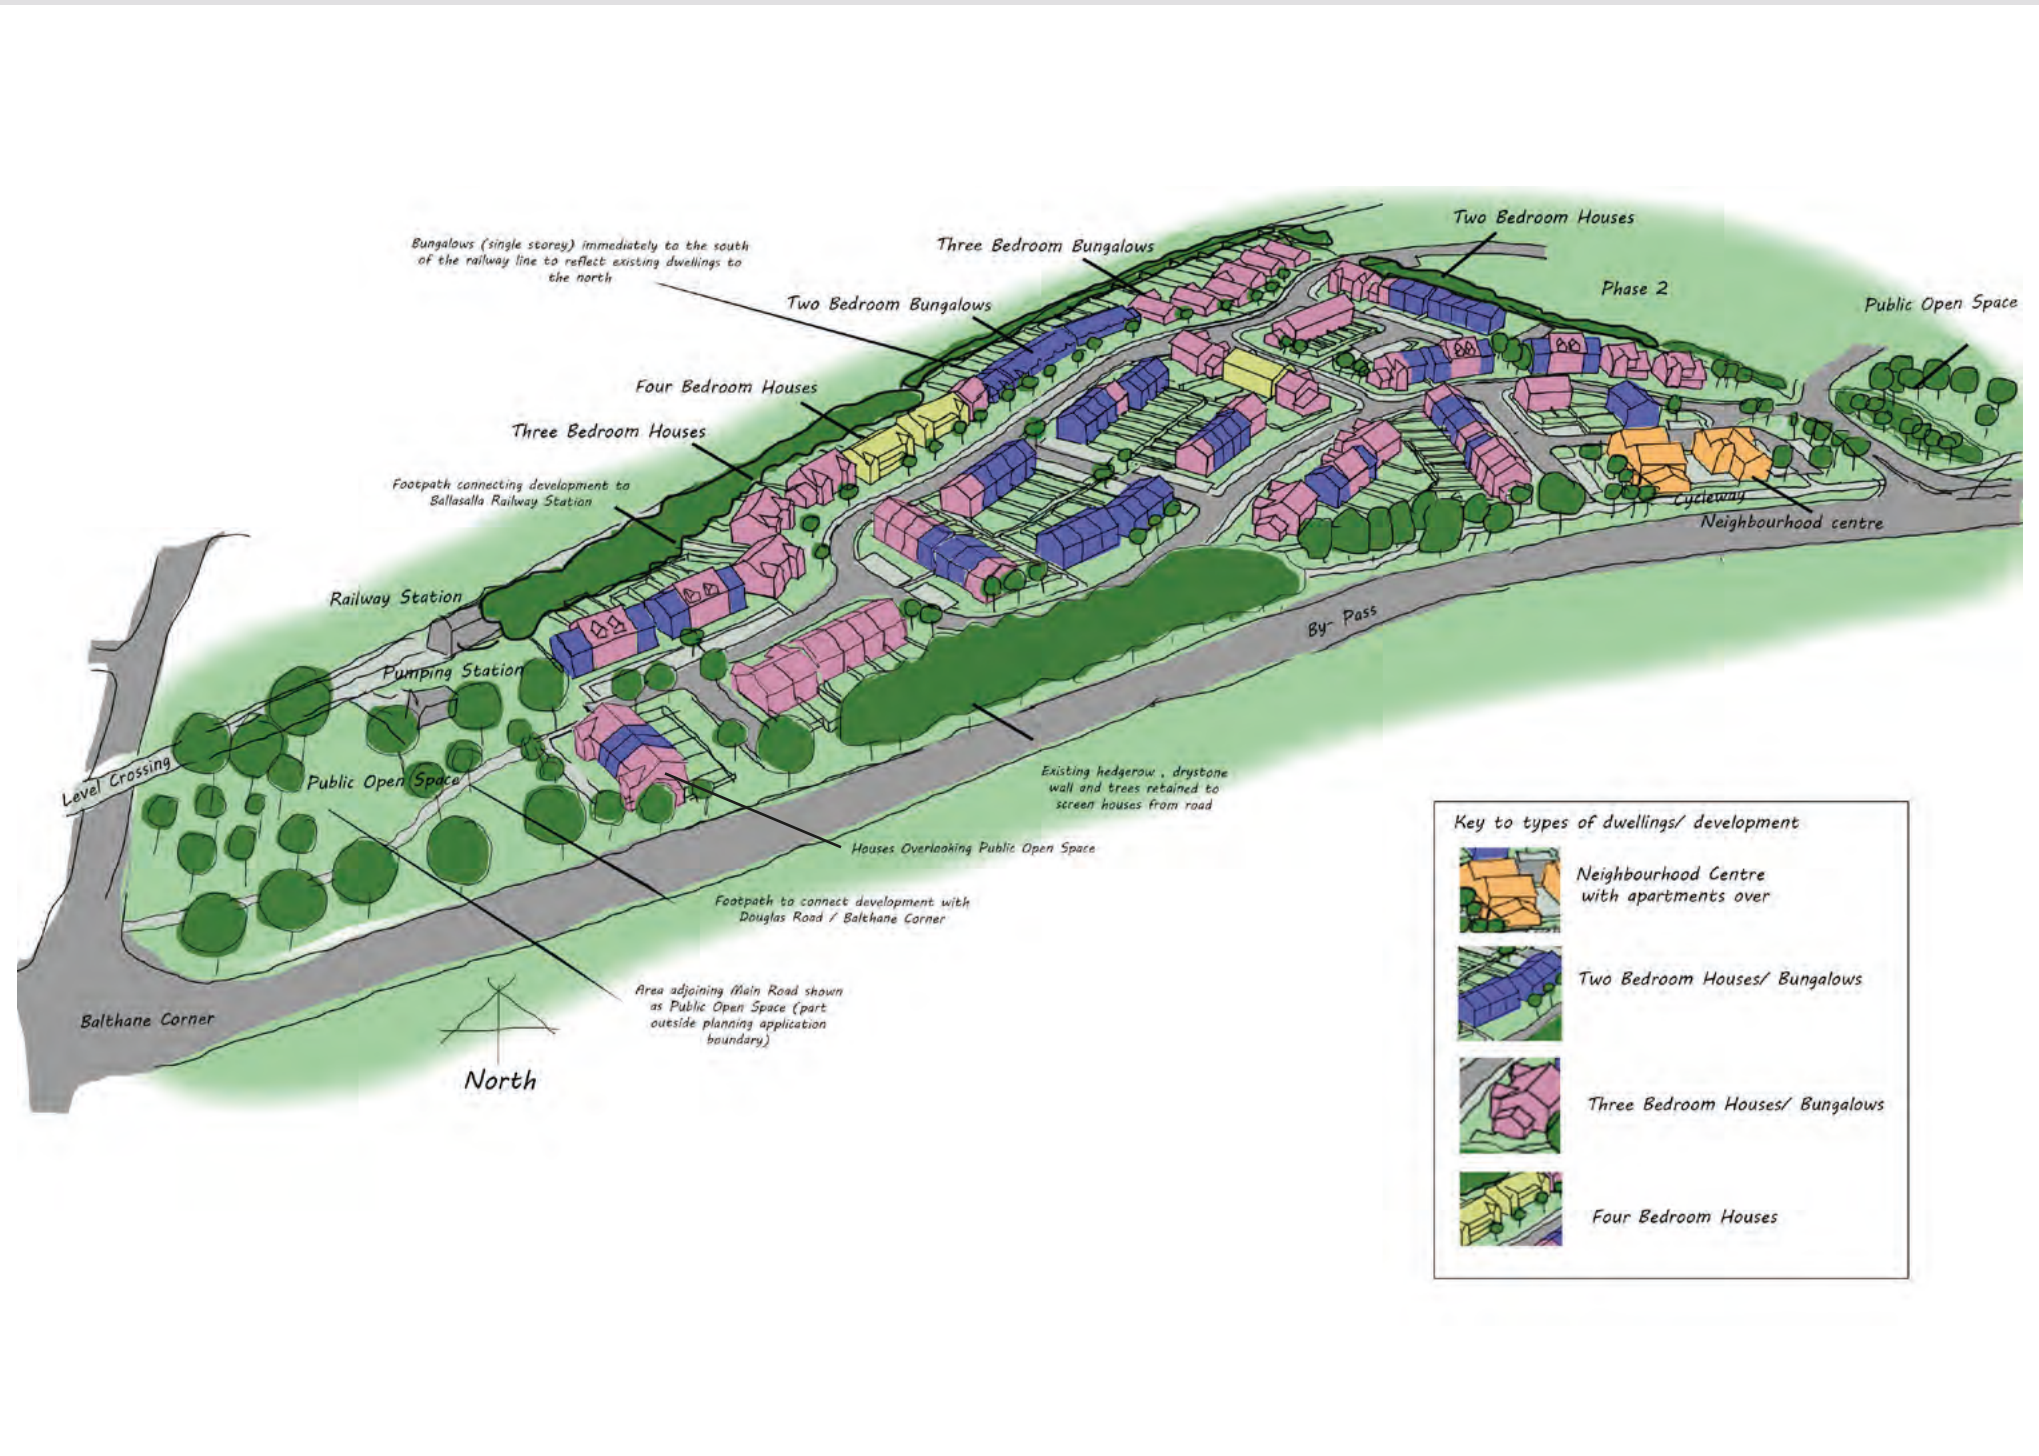 Two Bedroom Houses
Three Bedroom Bungalows
Bungalows (single storey) immediately to the south
of the railway line to reflect existing dwellings to
the north
Phase 2
Two Bedroom Bungalows
Public Open Space
Four Bedroom Houses
Three Bedroom Houses
Footpath connecting development to
Ballasalla Railway Station
Cycleway
Neighbourhood centre
Railway Station
By- Pass
Pumping Station
Level Crossing
Public Open Space
Existing hedgerow , drystone
wall and trees retained to
screen houses from road
Houses Overlooking Public Open Space
Footpath to connect development with
Douglas Road / Balthane Corner
Area adjoining Main Road shown
as Public Open Space (part
outside planning application
boundary)
Balthane Corner
North
Key to types of dwellings/ development
Neighbourhood Centre
with apartments over
Two Bedroom Houses/ Bungalows
Three Bedroom Houses/ Bungalows
Four Bedroom Houses